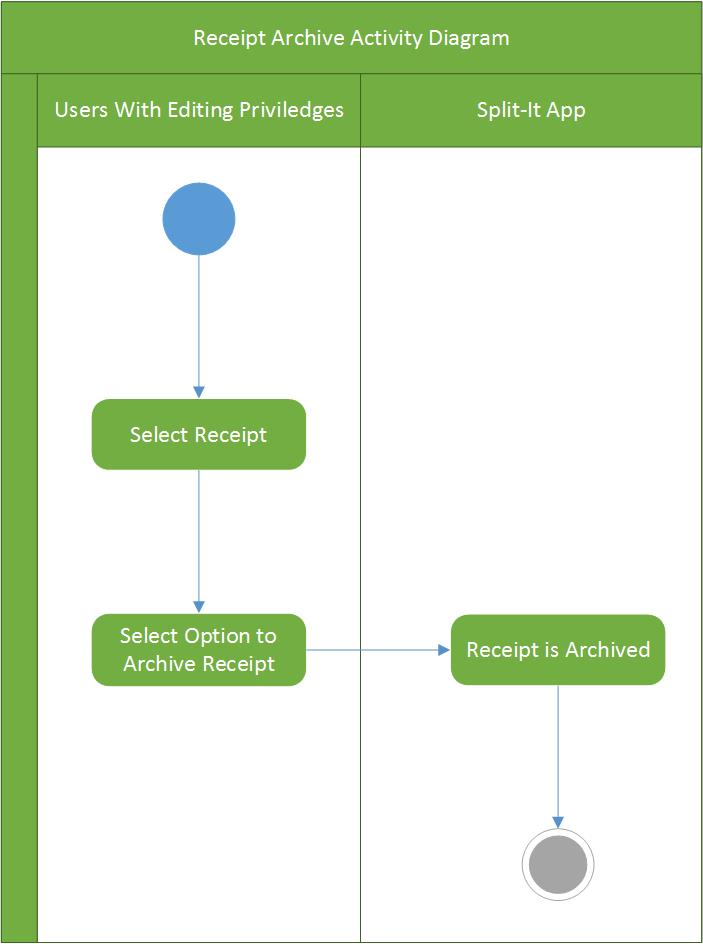 Receipt Archive Activity Diagram
Users With Editing Priviledges
Split-It App
Select Receipt
Select Option to
Archive Receipt
Receipt is Archived